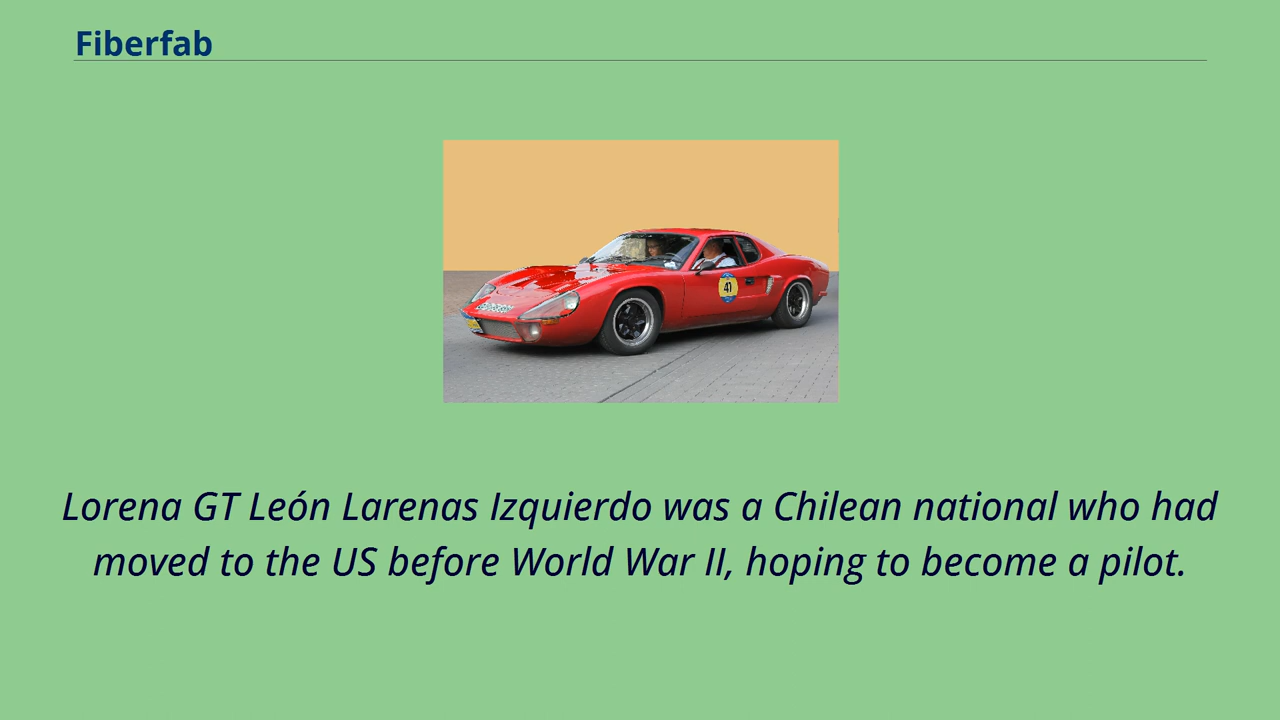 Fiberfab
41
Lorena GT León Larenas Izquierdo was a Chilean national who had
moved to the US before World War II, hoping to become a pilot.